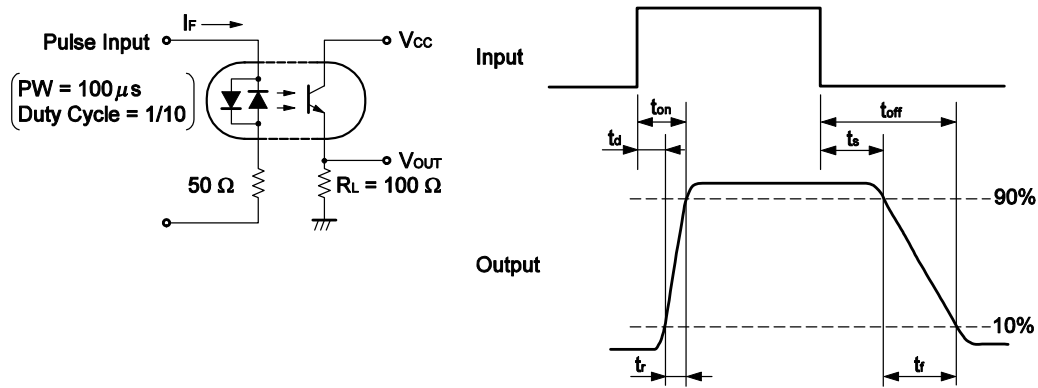 IF
Pulse Input
VCC
PW = 100 μs
Duty Cycle = 1/10
VOUT
50 Ω
RL = 100 Ω
Input
ton
toff
td
ts
90%
Output
10%
tr
tf